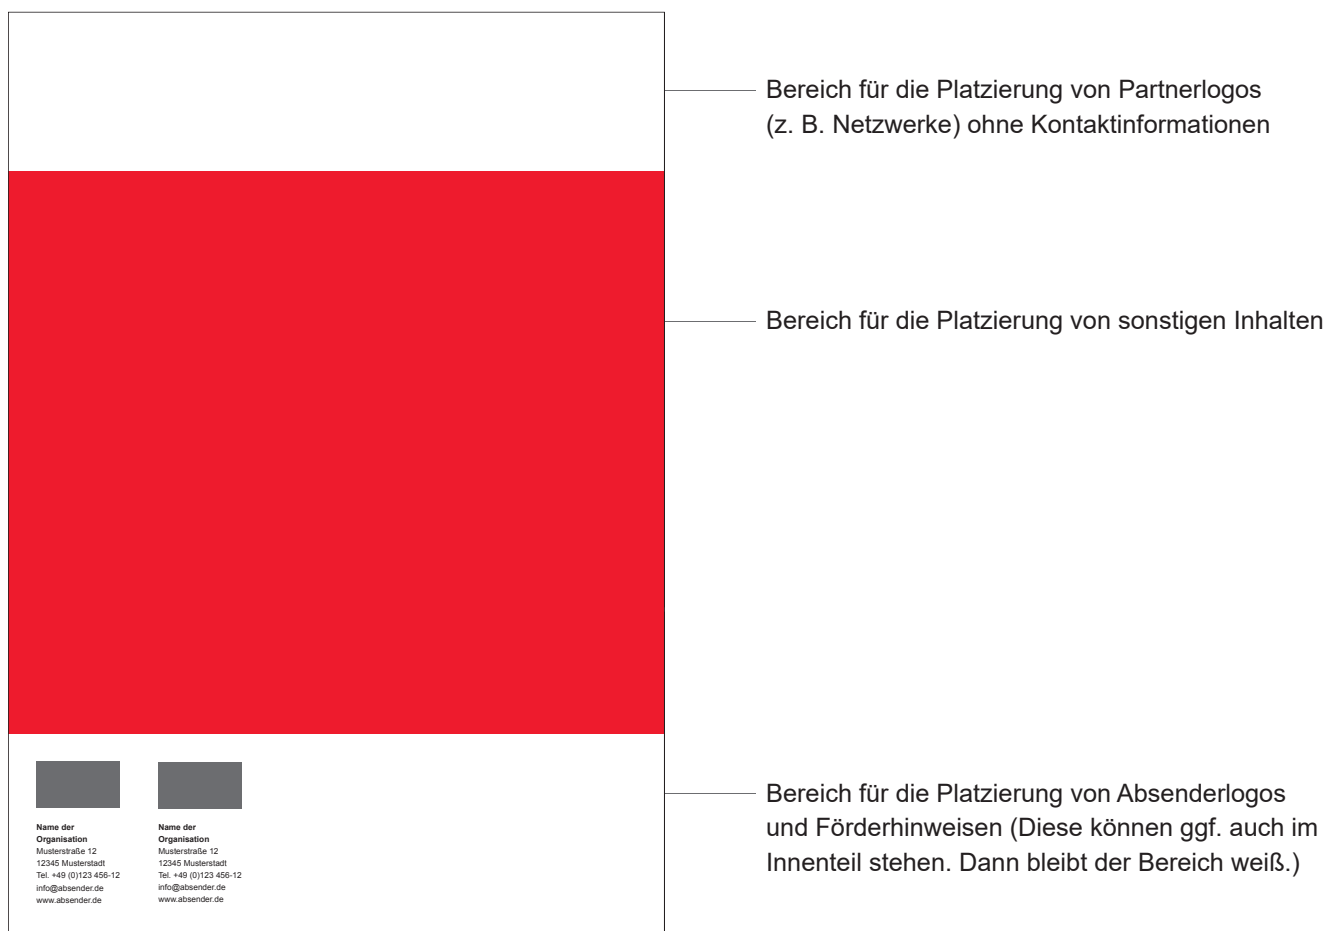 Bereich für die Platzierung von Partnerlogos
(z. B. Netzwerke) ohne Kontaktinformationen
Bereich für die Platzierung von sonstigen Inhalten
Bereich für die Platzierung von Absenderlogos
und Förderhinweisen (Diese können ggf. auch im
Innenteil stehen. Dann bleibt der Bereich weiß.)
Name der
Organisation
Musterstraße 12
12345 Musterstadt
Tel. +49 (0)123 456-12
info@absender.de
www.absender.de
Name der
Organisation
Musterstraße 12
12345 Musterstadt
Tel. +49 (0)123 456-12
info@absender.de
www.absender.de